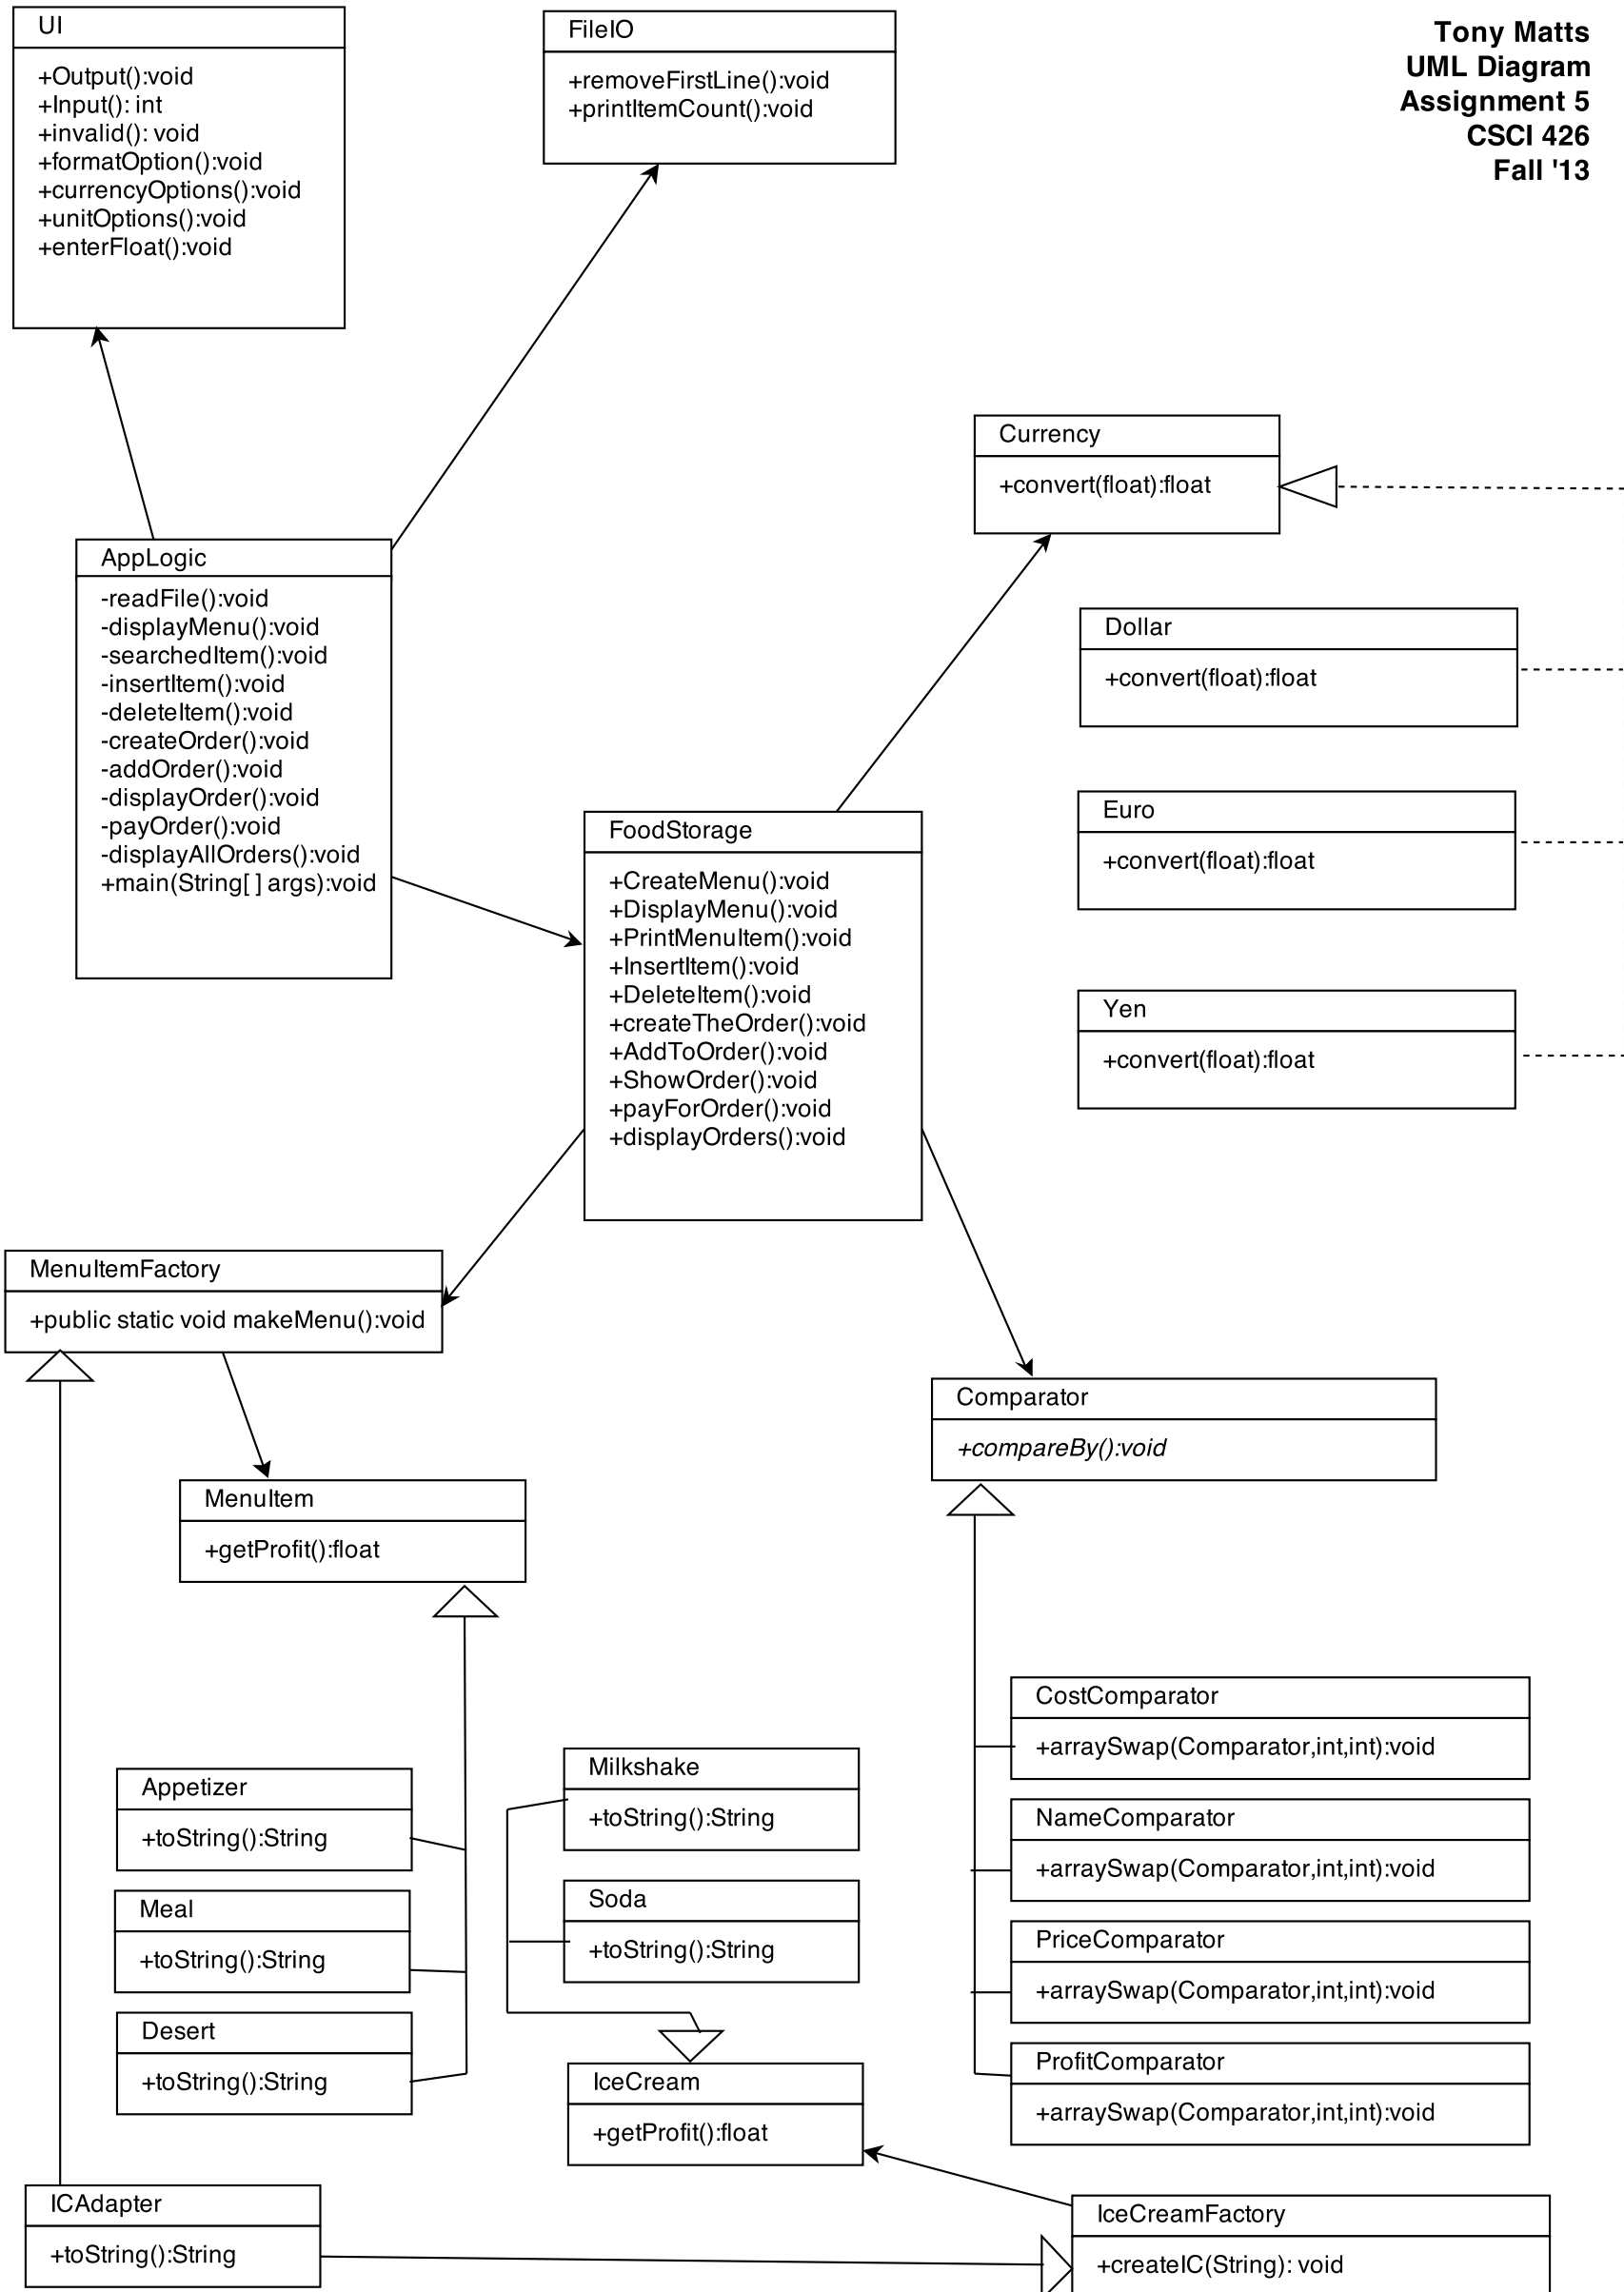 UI
+Output():void
+Input(): int
+invalid(): void
+formatOption():void
+currencyOptions():void
+unitOptions():void
+enterFloat():void
FileIO
+removeFirstLine():void
+printItemCount():void
Tony Matts
UML Diagram
Assignment 5
CSCI 426
Fall '13
Currency
+convert(float):float
AppLogic
-readFile():void
-displayMenu():void
-searchedItem():void
-insertItem():void
-deleteItem():void
-createOrder():void
-addOrder():void
-displayOrder():void
-payOrder():void
-displayAllOrders():void
+main(String[ ] args):void
Dollar
+convert(float):float
Euro
+convert(float):float
FoodStorage
+CreateMenu():void
+DisplayMenu():void
+PrintMenuItem():void
+InsertItem():void
+DeleteItem():void
+createTheOrder():void
+AddToOrder():void
+ShowOrder():void
+payForOrder():void
+displayOrders():void
Yen
+convert(float):float
MenuItemFactory
+public static void makeMenu():void
Comparator
+compareBy():void
MenuItem
+getProfit():float
CostComparator
+arraySwap(Comparator,int,int):void
NameComparator
+arraySwap(Comparator,int,int):void
PriceComparator
+arraySwap(Comparator,int,int):void
ProfitComparator
+arraySwap(Comparator,int,int):void
Appetizer
+toString():String
Meal
+toString():String
Desert
+toString():String
Milkshake
+toString():String
Soda
+toString():String
IceCream
+getProfit():float
ICAdapter
+toString():String
IceCreamFactory
+createIC(String): void